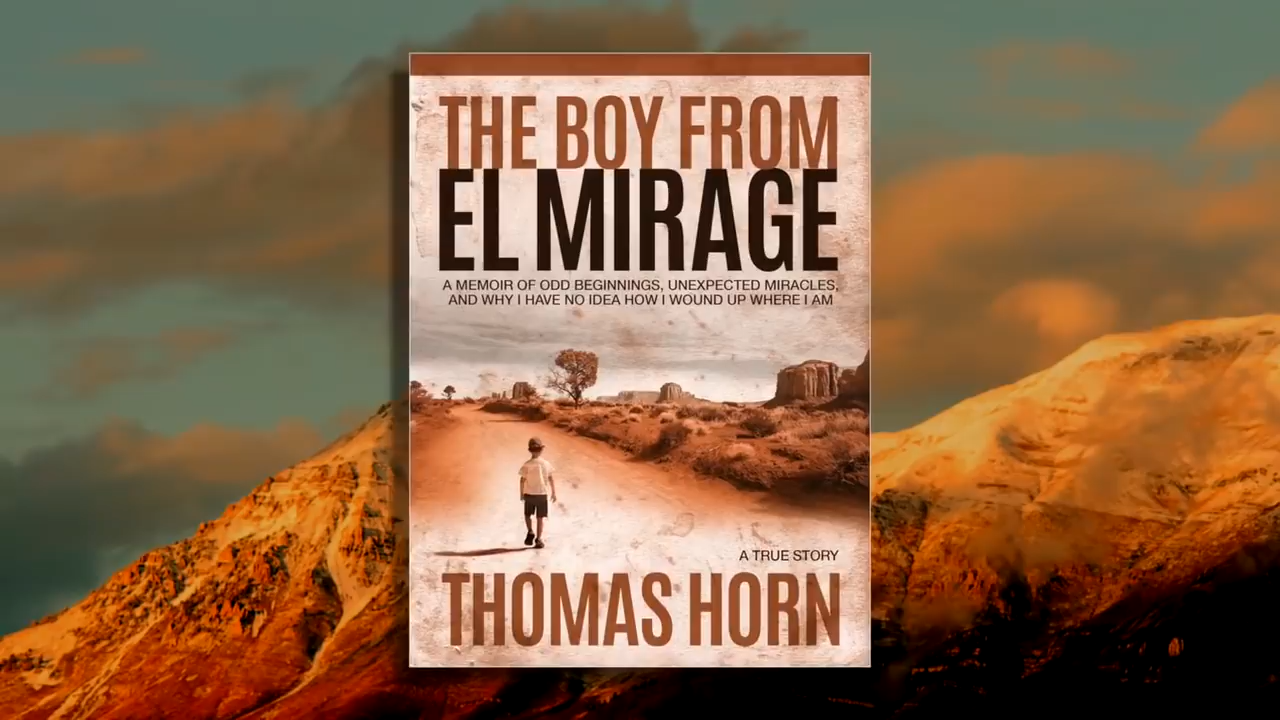 THE BOY FROM
EL MIRAGE
A MEMOIR OF ODD BEGINNINGS, UNEXPECTED MIRACLES,
AND WHY I HAVE NO IDEA HOW I WOUND UP WHERE I AM
A TRUE STORY
THOMAS HORN